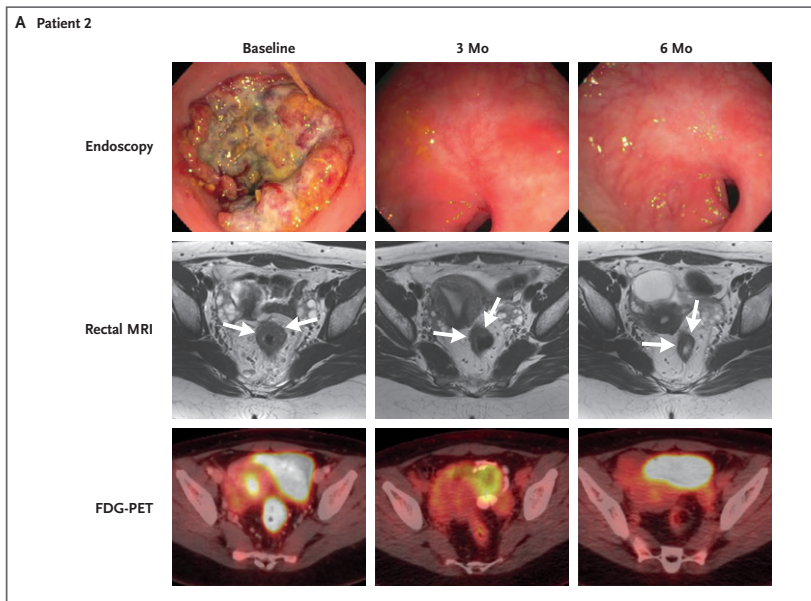 A Patient 2
Baseline 3 Mo 6 Mo
Endoscopy
Rectal MRI
FDG-PET